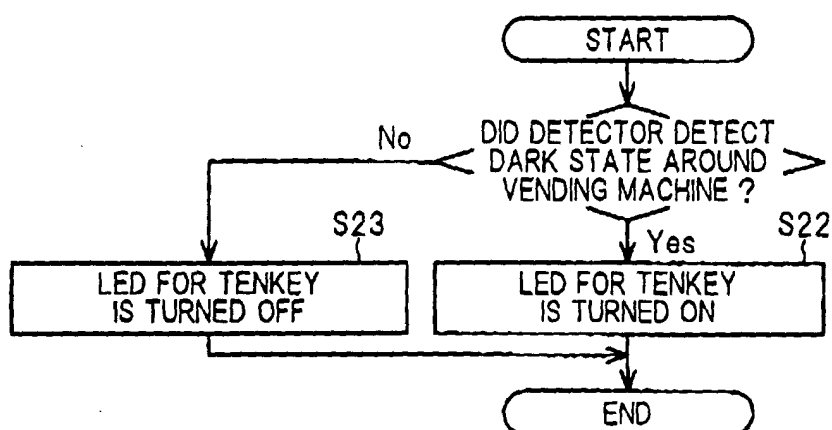 START
DID DETECTOR DETECT
DARK STATE AROUND
VENDING MACHINE ?
No
Yes
S23
S22
LED FOR TENKEY
IS TURNED OFF
LED FOR TENKEY
IS TURNED ON
END